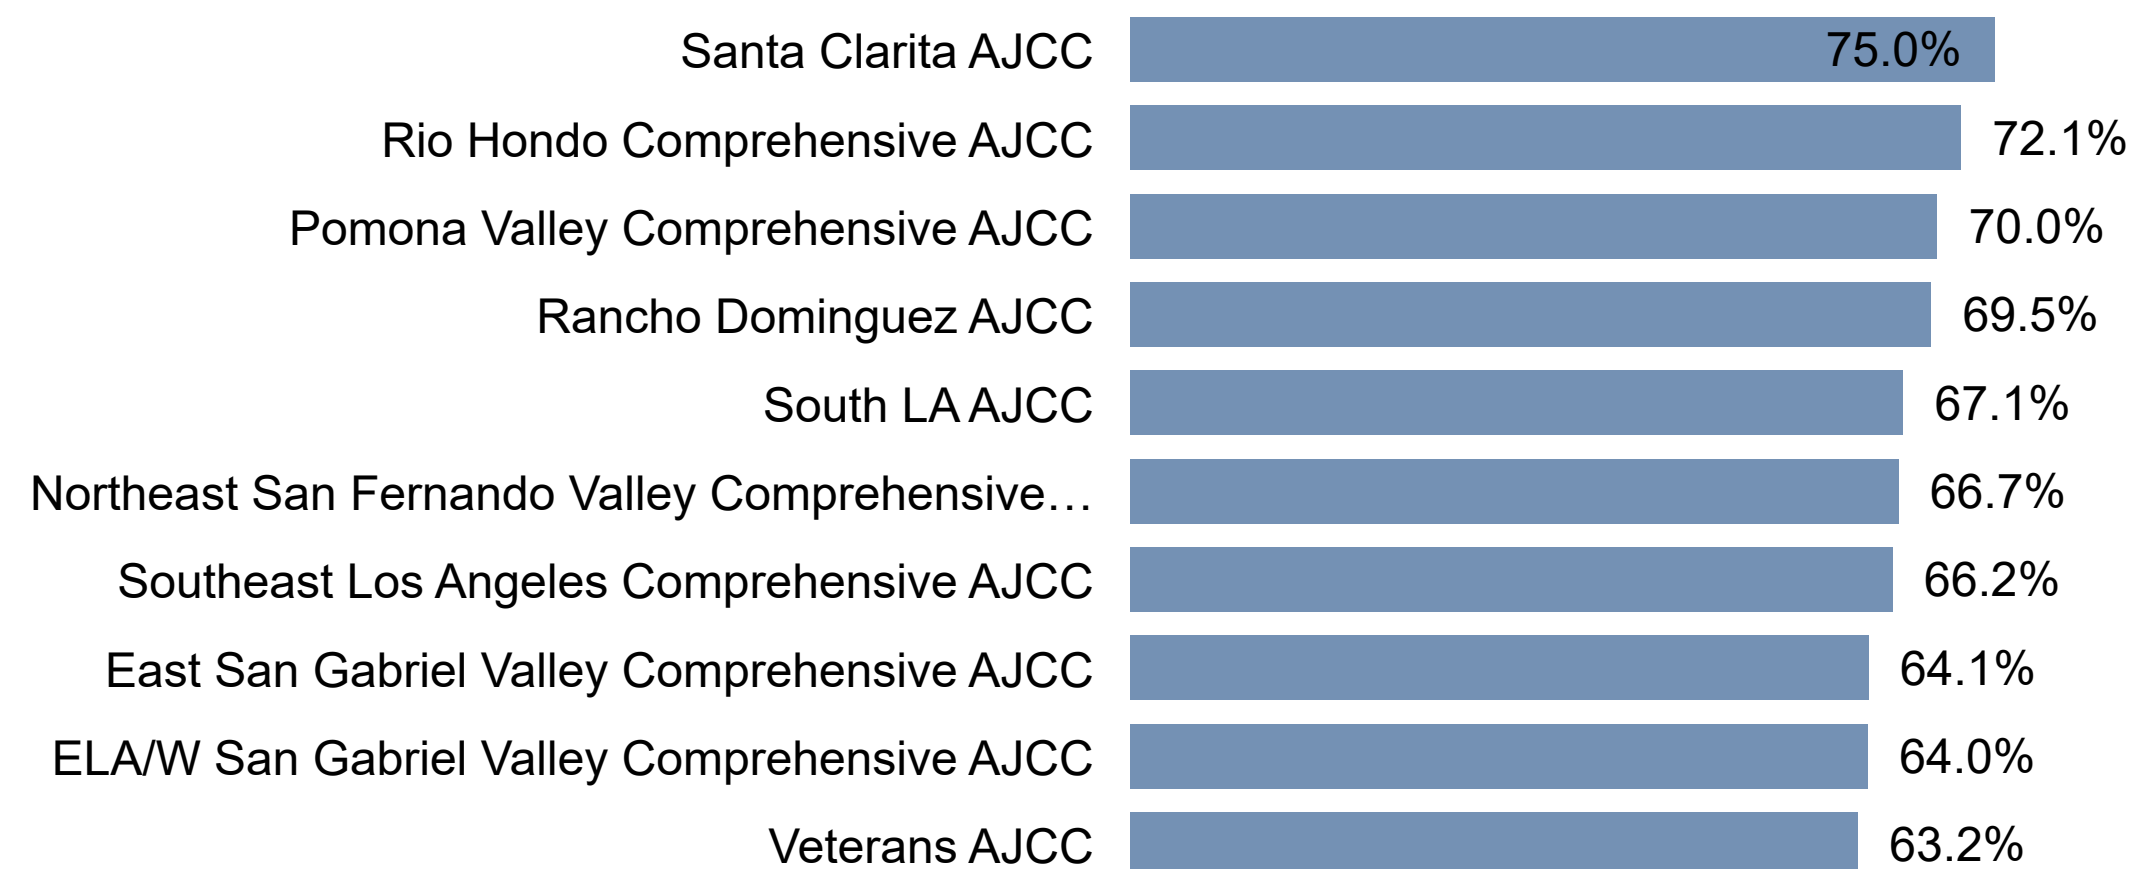 Santa Clarita AJCC 75.0%
Rio Hondo Comprehensive AJCC 72.1%
Pomona Valley Comprehensive AJCC 70.0%
Rancho Dominguez AJCC 69.5%
South LA AJCC 67.1%
Northeast San Fernando Valley Comprehensive… 66.7%
Southeast Los Angeles Comprehensive AJCC 66.2%
East San Gabriel Valley Comprehensive AJCC 64.1%
ELA/W San Gabriel Valley Comprehensive AJCC 64.0%
Veterans AJCC 63.2%